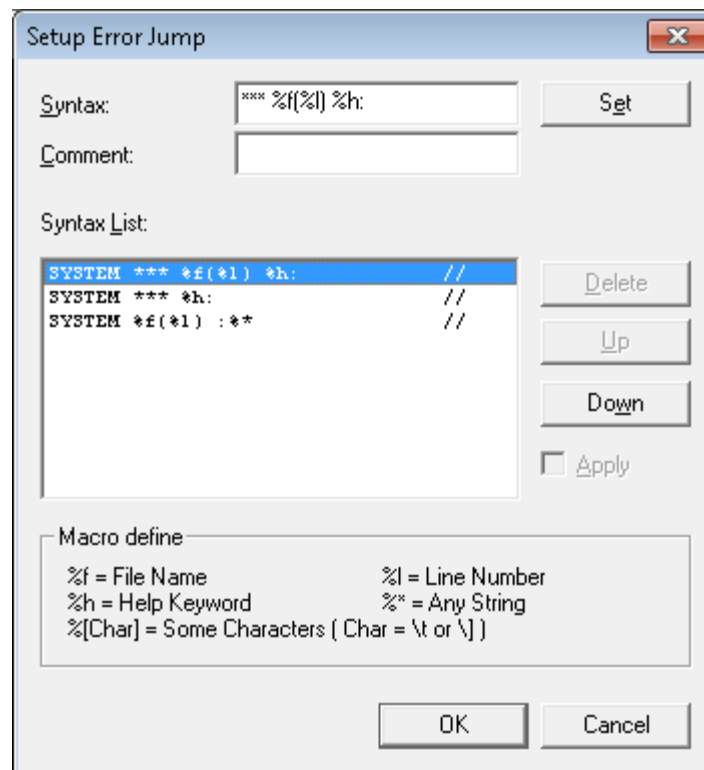 Setup Error Jump
Syntax: *** %f(%l) %h: Set
Comment:
Syntax List:
SYSTEM *** %f(%l) %h: //
SYSTEM *** %h: //
SYSTEM %f(%l) :%* //
Delete
Up
Down
Apply
Macro define
%f = File Name %l = Line Number
%h = Help Keyword %* = Any String
%[Char] = Some Characters ( Char = \t or \] )
OK Cancel